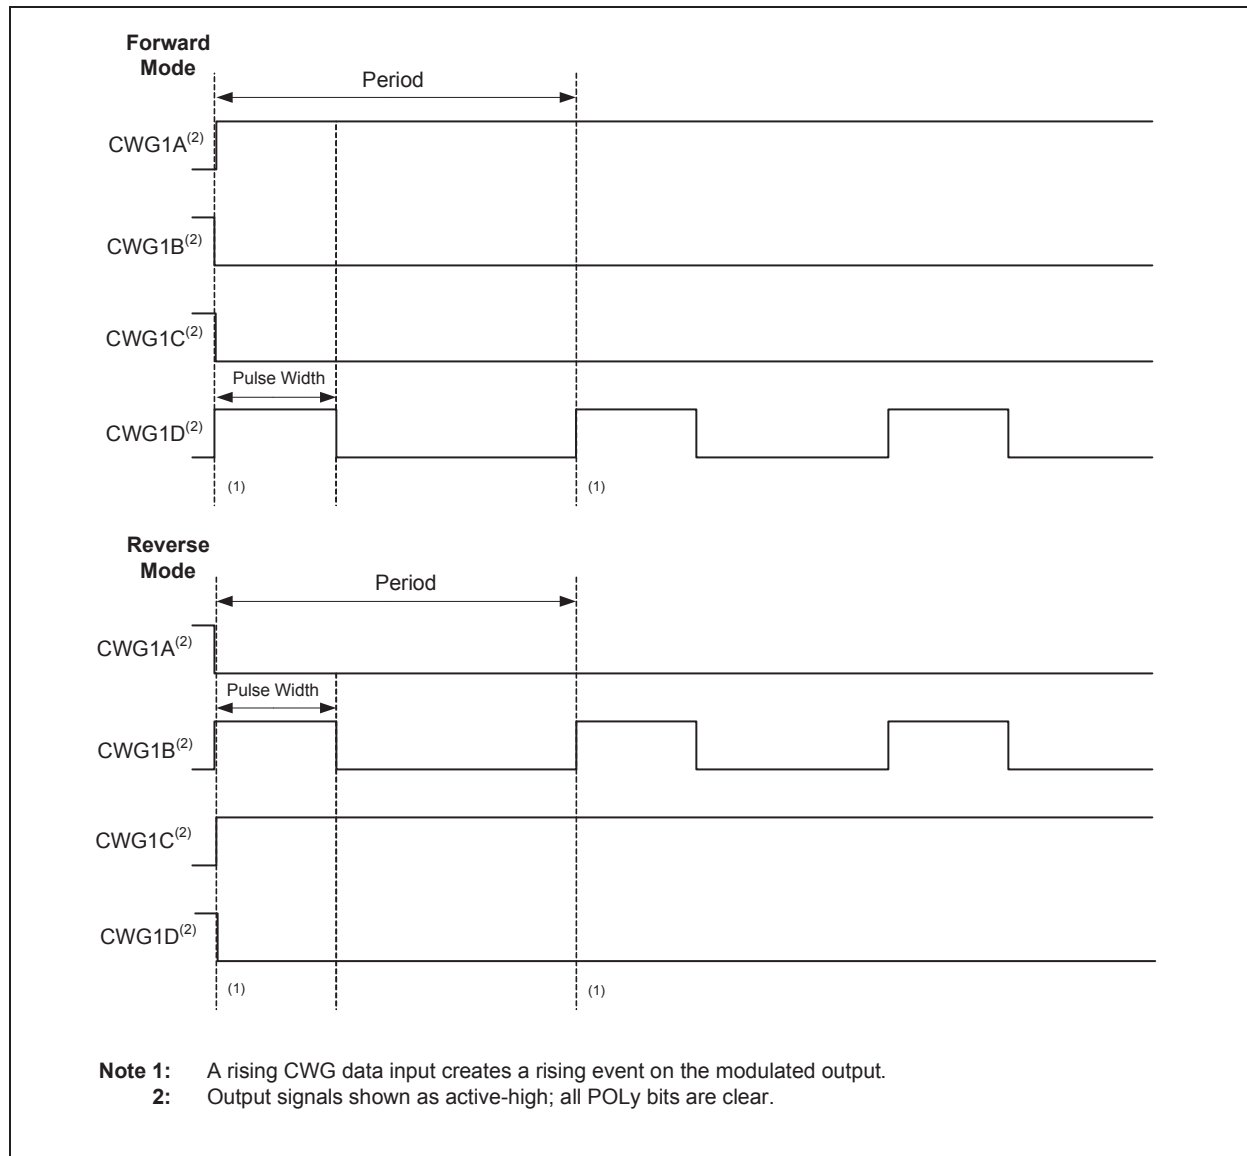 Forward
Mode
Period
CWG1A(2)
CWG1B(2)
CWG1C(2)
Pulse Width
CWG1D(2)
(1)
(1)
Reverse
Mode
Period
CWG1A(2)
Pulse Width
CWG1B(2)
CWG1C(2)
CWG1D(2)
(1)
(1)
Note 1: A rising CWG data input creates a rising event on the modulated output.
2: Output signals shown as active-high; all POLy bits are clear.